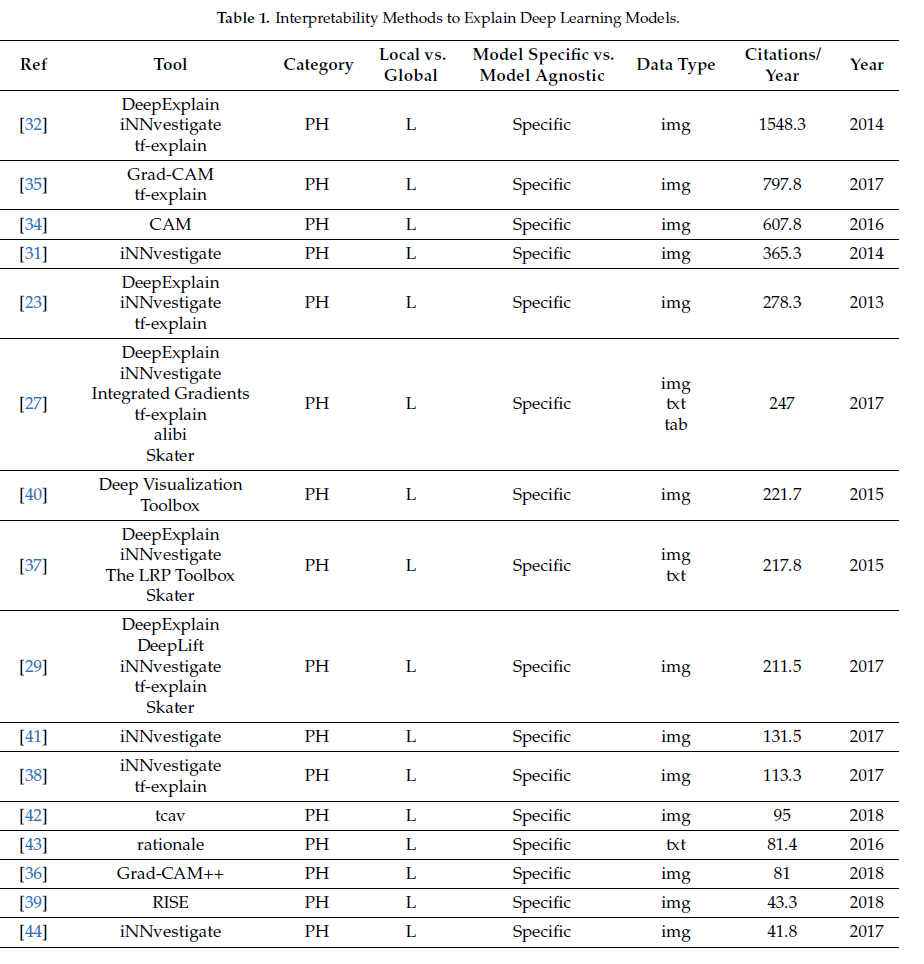 Table 1. Interpretability Methods to Explain Deep Learning Models.
Ref Tool Category Local vs. Global Model Specific vs. Model Agnostic Data Type Citations/ Year Year
DeepExplain
[32] iNNvestigate PH L Specific img 1548.3 2014
tf-explain
Grad-CAM
[35] PH L Specific img 797.8 2017
tf-explain
[34] CAM PH L Specific img 607.8 2016
[31] iNNvestigate PH L Specific img 365.3 2014
DeepExplain
[23] iNNvestigate PH L Specific img 278.3 2013
tf-explain
DeepExplain
iNNvestigate
Integrated Gradients img
[27] tf-explain PH L Specific txt 247 2017
alibi tab
Skater
Deep Visualization
[40] PH L Specific img 221.7 2015
Toolbox
DeepExplain
iNNvestigate img
[37] PH L Specific 217.8 2015
The LRP Toolbox txt
Skater
DeepExplain
DeepLift
[29] iNNvestigate PH L Specific img 211.5 2017
tf-explain
Skater
[41] iNNvestigate PH L Specific img 131.5 2017
iNNvestigate
[38] PH L Specific img 113.3 2017
tf-explain
[42] tcav PH L Specific img 95 2018
[43] rationale PH L Specific txt 81.4 2016
[36] Grad-CAM++ PH L Specific img 81 2018
[39] RISE PH L Specific img 43.3 2018
[44] iNNvestigate PH L Specific img 41.8 2017